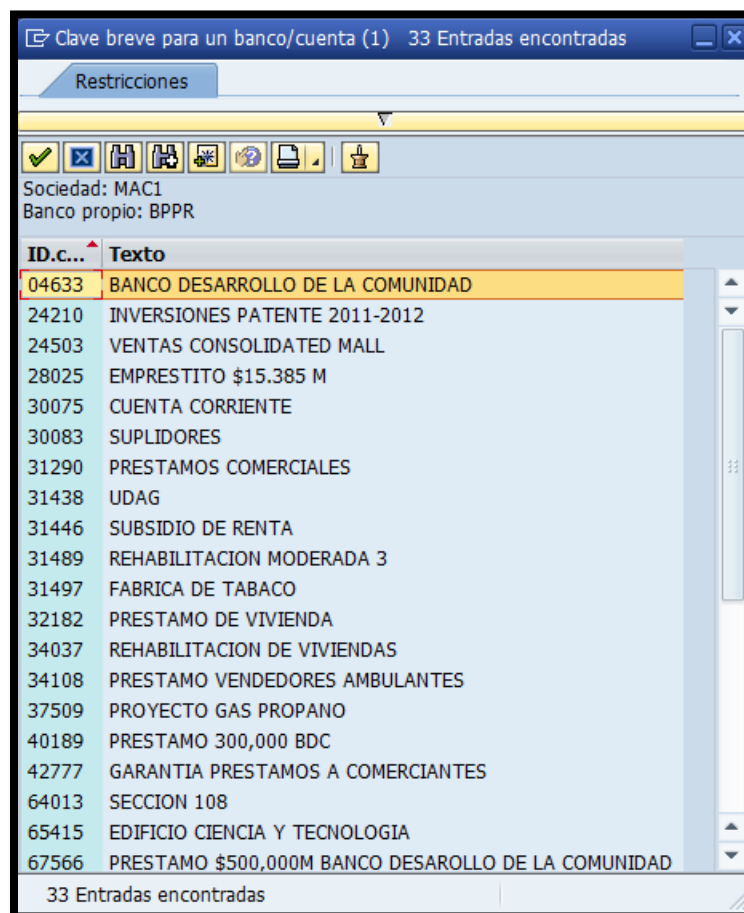 Clave breve para un banco/cuenta (1) 33 Entradas encontradas
Restricciones
Sociedad: MAC1
Banco propio: BPPR
ID.c... Texto
04633 BANCO DESARROLLO DE LA COMUNIDAD
24210 INVERSIONES PATENTE 2011-2012
24503 VENTAS CONSOLIDATED MALL
28025 EMPRESTITO $15.385 M
30075 CUENTA CORRIENTE
30083 SUPLIDORES
31290 PRESTAMOS COMERCIALES
31438 UDAG
31446 SUBSIDIO DE RENTA
31489 REHABILITACION MODERADA 3
31497 FABRICA DE TABACO
32182 PRESTAMO DE VIVIENDA
34037 REHABILITACION DE VIVIENDAS
34108 PRESTAMO VENDEDORES AMBULANTES
37509 PROYECTO GAS PROPANO
40189 PRESTAMO 300,000 BDC
42777 GARANTIA PRESTAMOS A COMERCIANTES
64013 SECCION 108
65415 EDIFICIO CIENCIA Y TECNOLOGIA
67566 PRESTAMO $500,000M BANCO DESAROLLO DE LA COMUNIDAD
33 Entradas encontradas